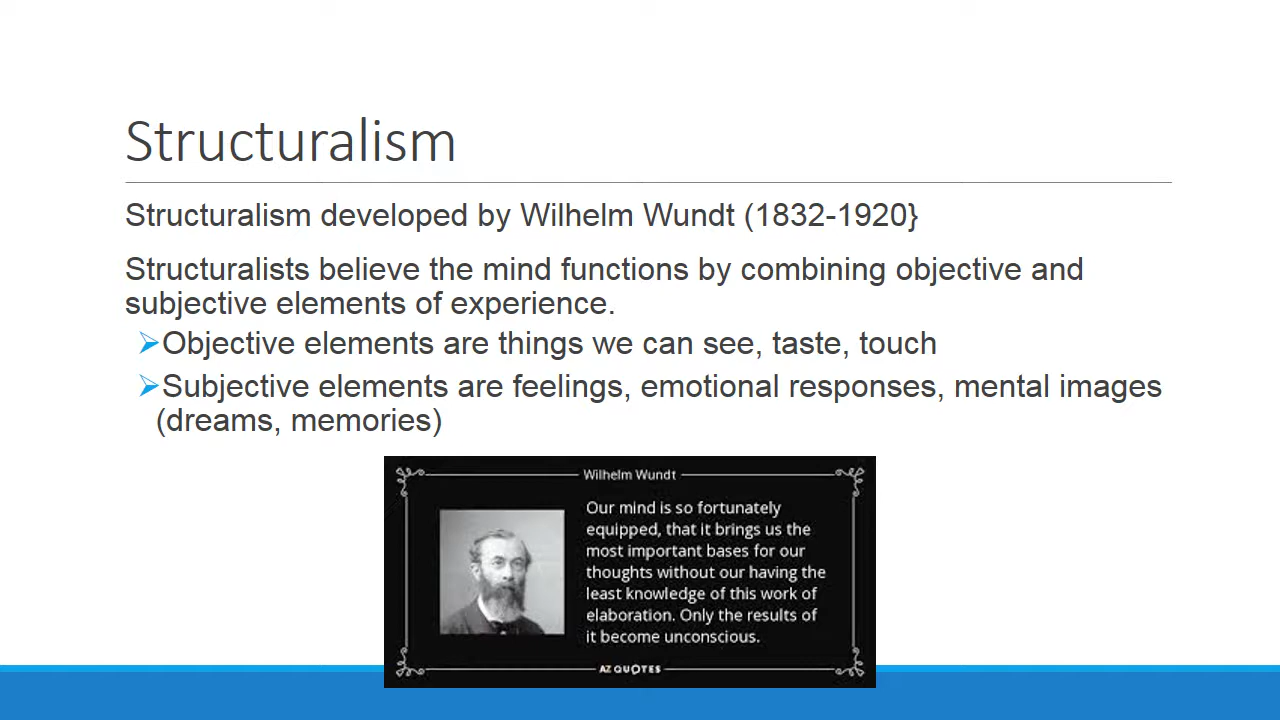 Structuralism
Structuralism developed by Wilhelm Wundt (1832-1920}
Structuralists believe the mind functions by combining objective and
subjective elements of experience.
Objective elements are things we can see, taste, touch
Subjective elements are feelings, emotional responses, mental images
(dreams, memories)
Wilhelm Wundt
Our mind is so fortunately
equipped, that it brings us the
most important bases for our
thoughts without our having the
least knowledge of this work of
elaboration. Only the results of
it become unconscious.
AZ QUOTES